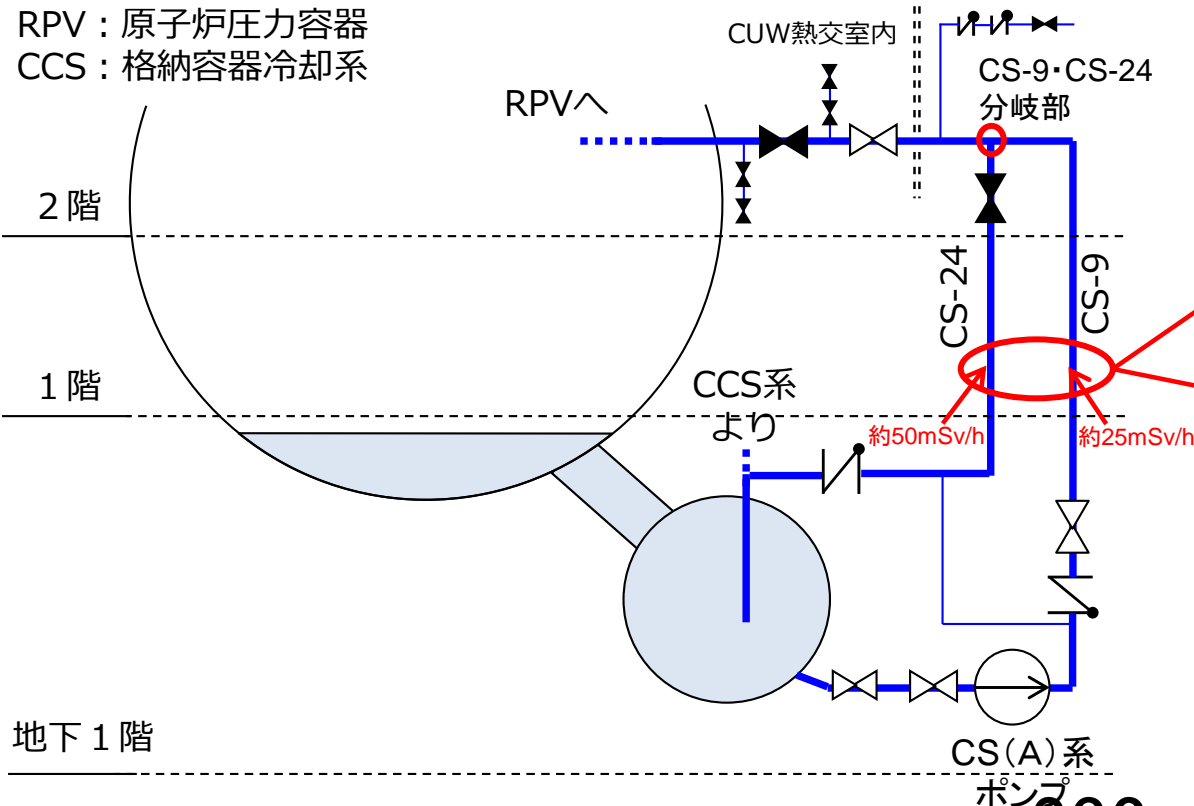 RPV：原子炉圧力容器
CCS：格納容器冷却系
CUW熱交室内
RPVへ
CS-9・CS-24
分岐部
２階
CS-24
CS-9
１階
CCS系
より
約50mSv/h
約25mSv/h
地下１階
CS(A)系
ポンプ